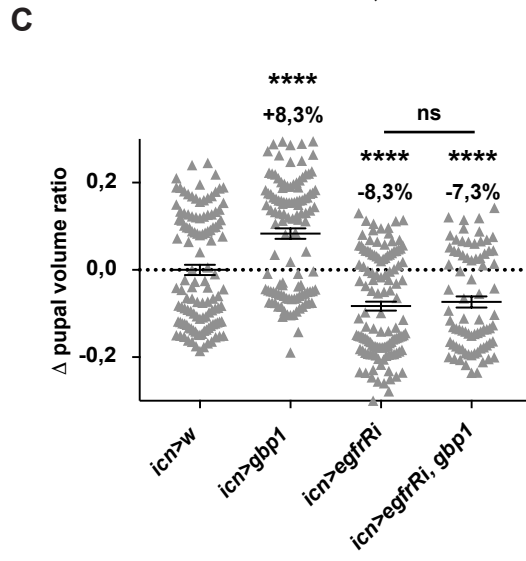 C
****
+8,3%
ns
**** ****
-8,3% -7,3%
0,2
0,0
-0,2
Δ pupal volume ratio
icn>w
icn>gbp1
icn>egfrRi
icn>egfrRi, gbp1